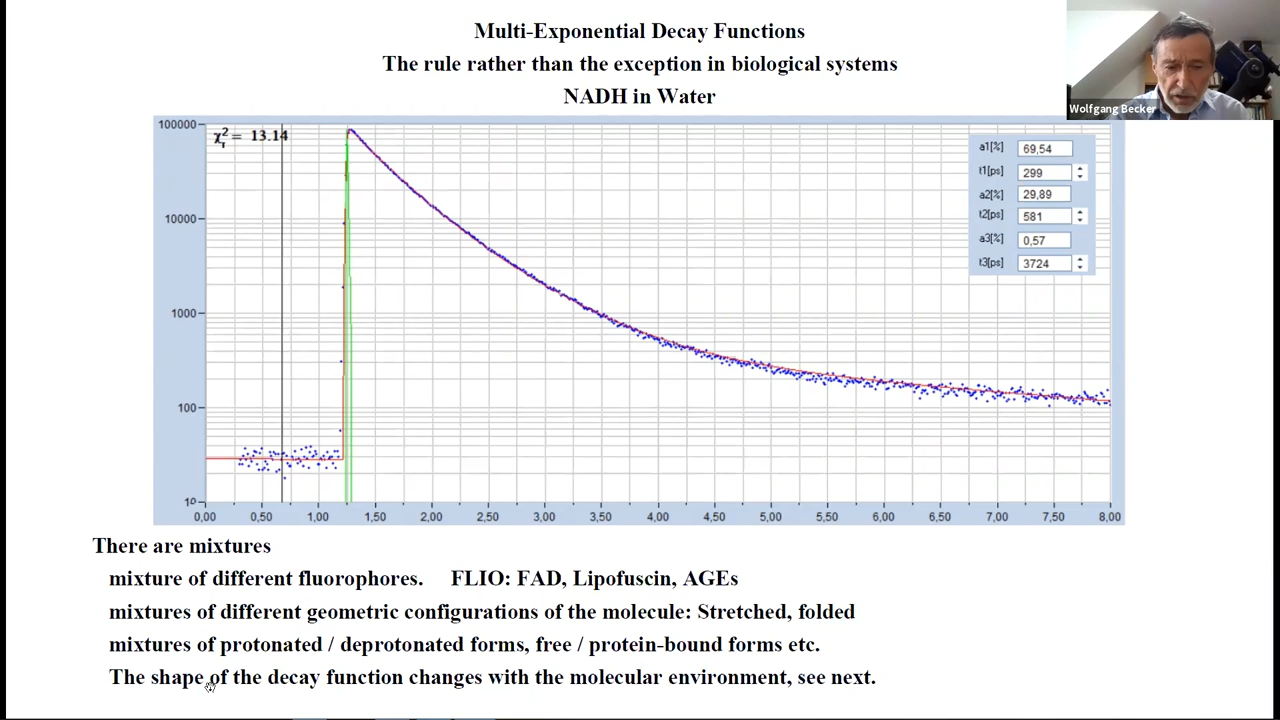 Multi-Exponential Decay Functions
The rule rather than the exception in biological systems
NADH in Water
Wolfgang Becker
χ²r = 13.14
100000
10000
1000
100
10
0,00 0,50 1,00 1,50 2,00 2,50 3,00 3,50 4,00 4,50 5,00 5,50 6,00 6,50 7,00 7,50 8,00
a1[%] 69,54
t1[ps] 299
a2[%] 29,89
t2[ps] 581
a3[%] 0,57
t3[ps] 3724
There are mixtures
mixture of different fluorophores. FLIO: FAD, Lipofuscin, AGEs
mixtures of different geometric configurations of the molecule: Stretched, folded
mixtures of protonated / deprotonated forms, free / protein-bound forms etc.
The shape of the decay function changes with the molecular environment, see next.